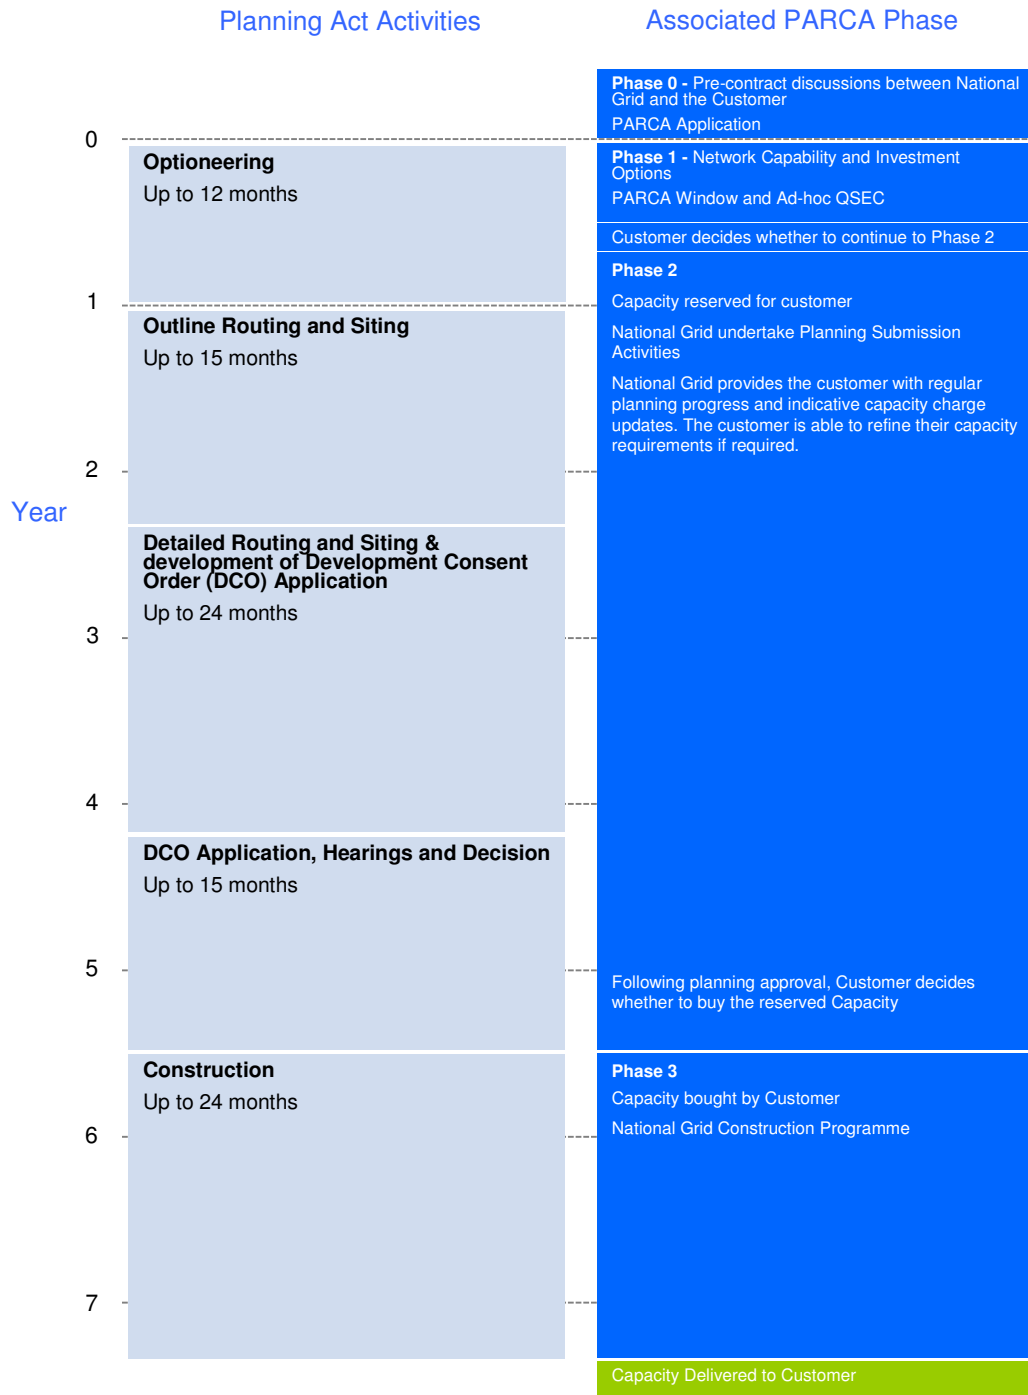 Planning Act Activities
Associated PARCA Phase
Phase 0 - Pre-contract discussions between National
Grid and the Customer
PARCA Application
0
Optioneering
Up to 12 months
Phase 1 - Network Capability and Investment
Options
PARCA Window and Ad-hoc QSEC
Customer decides whether to continue to Phase 2
Phase 2
Capacity reserved for customer
1
Outline Routing and Siting
Up to 15 months
National Grid undertake Planning Submission
Activities
National Grid provides the customer with regular
planning progress and indicative capacity charge
updates. The customer is able to refine their capacity
requirements if required.
2
Year
Detailed Routing and Siting &
development of Development Consent
Order (DCO) Application
Up to 24 months
3
4
DCO Application, Hearings and Decision
Up to 15 months
5
Following planning approval, Customer decides
whether to buy the reserved Capacity
Construction
Up to 24 months
Phase 3
Capacity bought by Customer
National Grid Construction Programme
6
7
Capacity Delivered to Customer